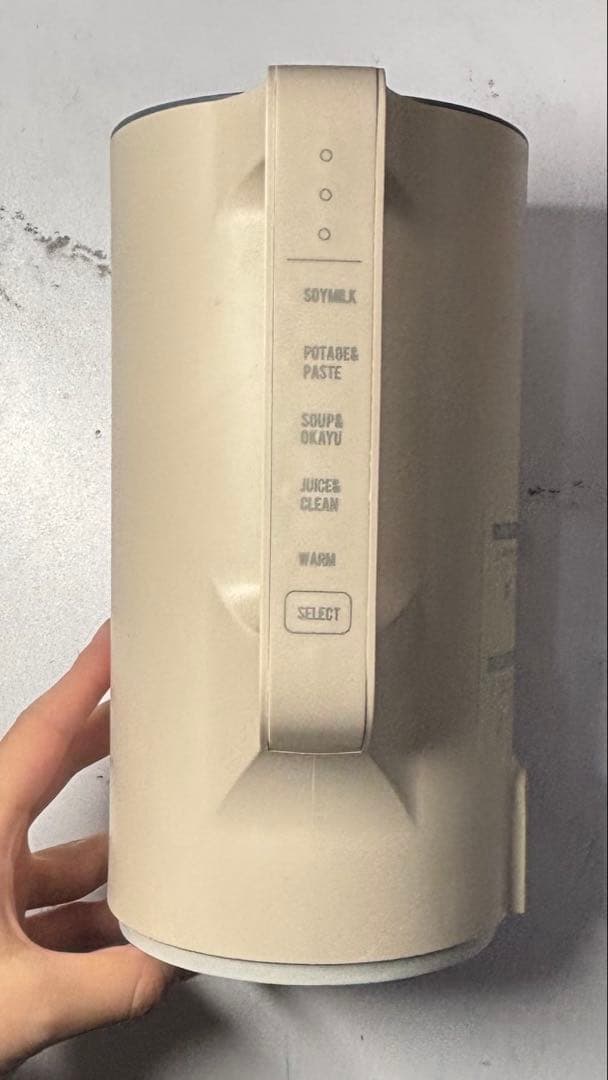 SOYMILK
POTAGE&
PASTE
SOUP&
OKAYU
JUICE&
CLEAN
WARM
SELECT